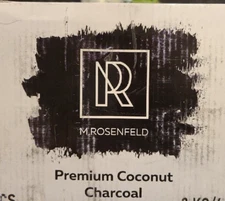 R
M.ROSENFELD
Premium Coconut
Charcoal